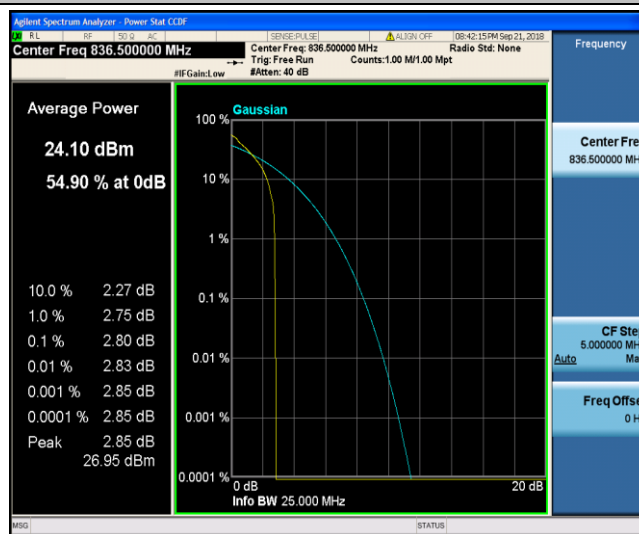 Agilent Spectrum Analyzer - Power Stat CCDF
RL RF 50 Ω AC SENSE:PULSE ALIGN OFF 08:42:15 PM Sep 21, 2018
Center Freq 836.500000 MHz
Center Freq: 836.500000 MHz Radio Std: None
Trig: Free Run Counts:1.00 M/1.00 Mpt
#IFGain:Low #Atten: 40 dB
Frequency
Average Power
24.10 dBm
54.90 % at 0dB
10.0 % 2.27 dB
1.0 % 2.75 dB
0.1 % 2.80 dB
0.01 % 2.83 dB
0.001 % 2.85 dB
0.0001 % 2.85 dB
Peak 2.85 dB
26.95 dBm
Gaussian
100 %
10 %
1 %
0.1 %
0.01 %
0.001 %
0.0001 %
0 dB 20 dB
Info BW 25.000 MHz
Center Fre
836.500000 MH
CF Ste
5.000000 MH
Auto Ma
Freq Offse
0 H
MSG STATUS